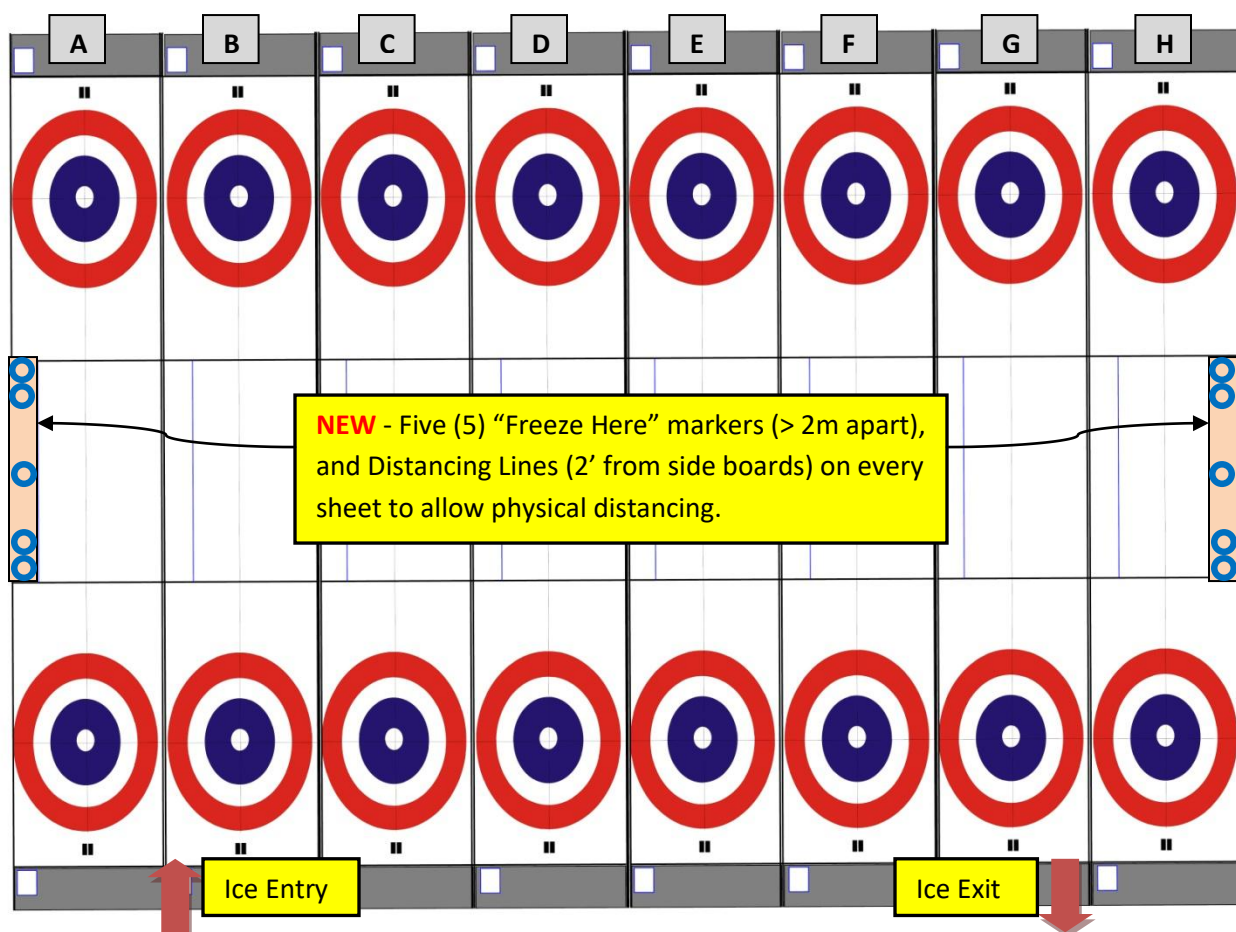 A B C D E F G H
NEW - Five (5) “Freeze Here” markers (> 2m apart),
and Distancing Lines (2’ from side boards) on every
sheet to allow physical distancing.
Ice Entry
Ice Exit